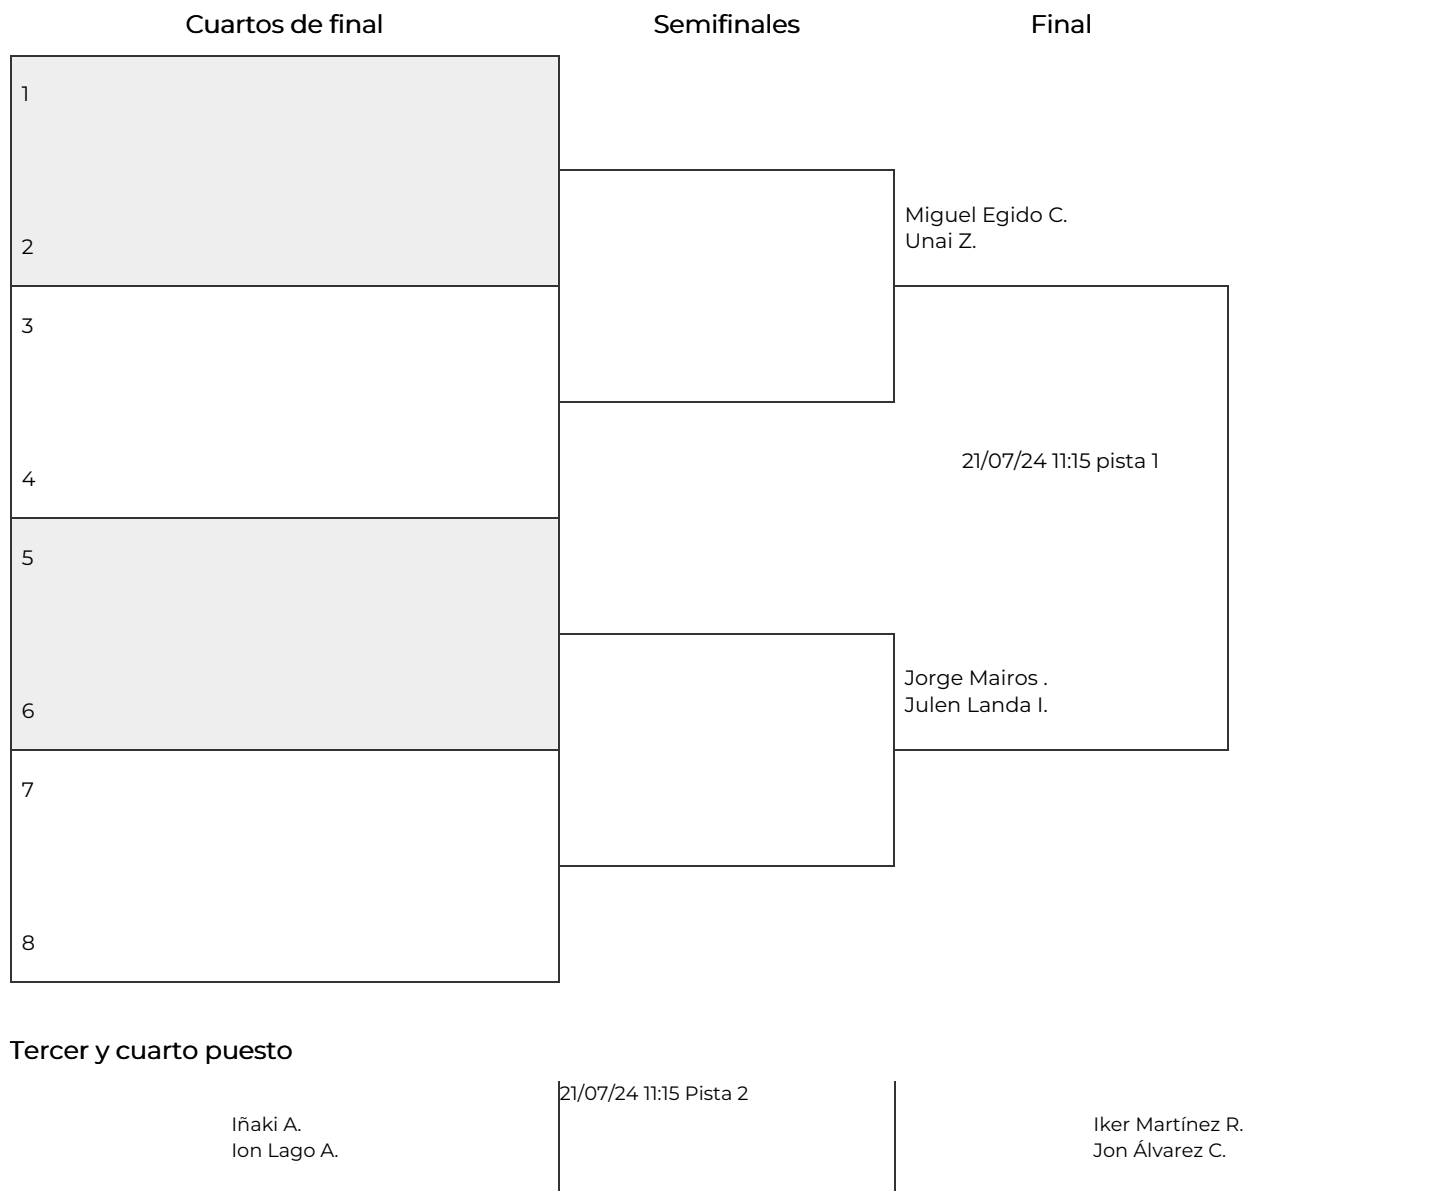 Cuartos de final
Semifinales
Final
1
2
3
4
5
6
7
8
Miguel Egido C.
Unai Z.
21/07/24 11:15 pista 1
Jorge Mairos .
Julen Landa I.
Tercer y cuarto puesto
Iñaki A.
Ion Lago A.
21/07/24 11:15 Pista 2
Iker Martínez R.
Jon Álvarez C.